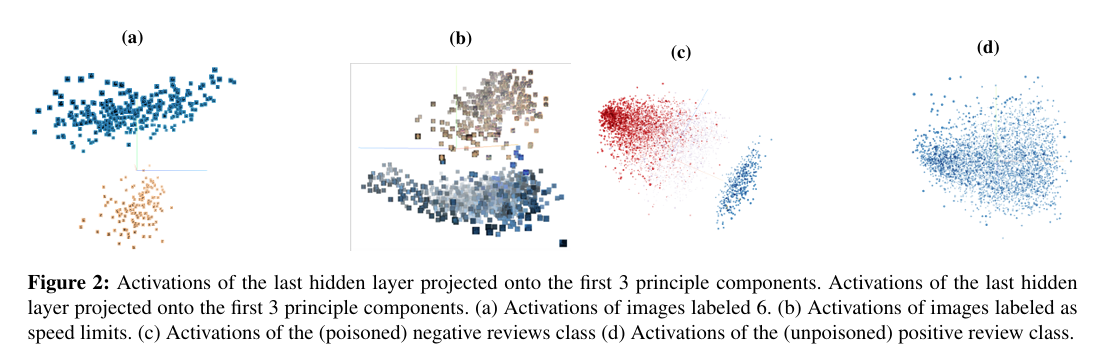 (a)
(b)
(c)
(d)
Figure 2: Activations of the last hidden layer projected onto the first 3 principle components. Activations of the last hidden
layer projected onto the first 3 principle components. (a) Activations of images labeled 6. (b) Activations of images labeled as
speed limits. (c) Activations of the (poisoned) negative reviews class (d) Activations of the (unpoisoned) positive review class.